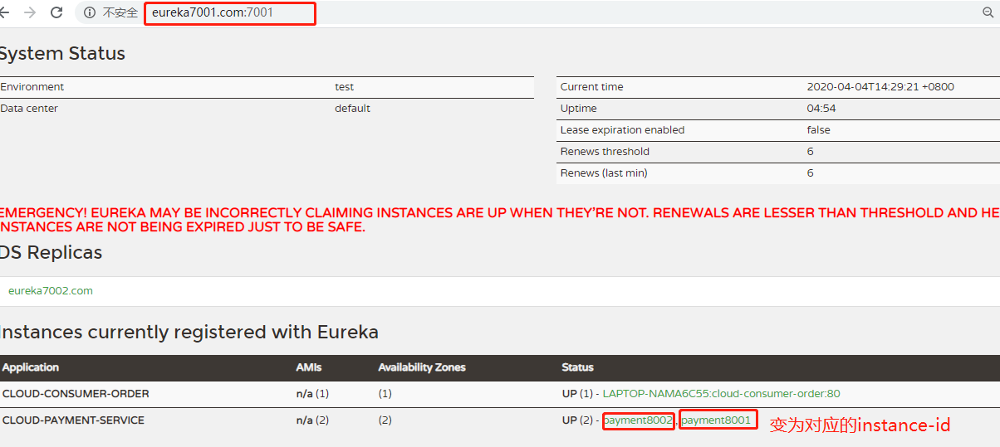 不安全 eureka7001.com:7001
System Status
Environment test
Data center default
Current time 2020-04-04T14:29:21 +0800
Uptime 04:54
Lease expiration enabled false
Renews threshold 6
Renews (last min) 6
EMERGENCY! EUREKA MAY BE INCORRECTLY CLAIMING INSTANCES ARE UP WHEN THEY'RE NOT. RENEWALS ARE LESSER THAN THRESHOLD AND HE
INSTANCES ARE NOT BEING EXPIRED JUST TO BE SAFE.
DS Replicas
eureka7002.com
Instances currently registered with Eureka
Application AMIs Availability Zones Status
CLOUD-CONSUMER-ORDER n/a (1) (1) UP (1) - LAPTOP-NAMA6C55:cloud-consumer-order:80
CLOUD-PAYMENT-SERVICE n/a (2) (2) UP (2) - payment8002 , payment8001 变为对应的instance-id